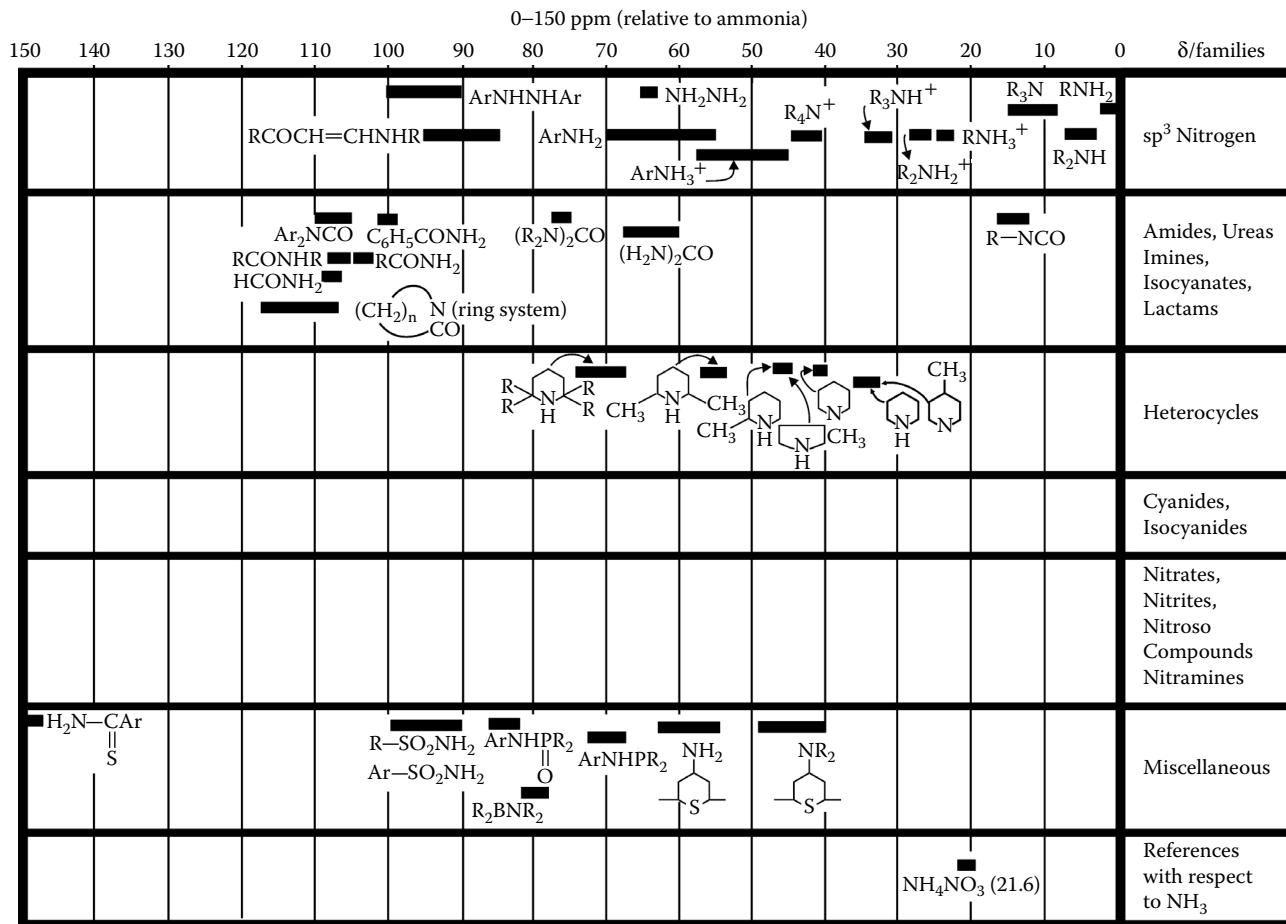 0–150 ppm (relative to ammonia)
150 140 130 120 110 100 90 80 70 60 50 40 30 20 10 0 δ/families
ArNHNHAr
NH₂NH₂
R₄N⁺
R₃NH⁺
R₃N
RNH₂
RCOCH=CHNHR
ArNH₂
RNH₃⁺
R₂NH
ArNH₃⁺
R₂NH₂⁺
sp³ Nitrogen
Ar₂NCO
C₆H₅CONH₂
(R₂N)₂CO
(H₂N)₂CO
R—NCO
RCONHR
RCONH₂
HCONH₂
(CH₂)ₙ N (ring system)
CO
Amides, Ureas
Imines,
Isocyanates,
Lactams
R R
R N R
H
CH₃ N CH₃
H
CH₃ N
H
N CH₃
H
N
N
H
CH₃
N
Heterocycles
Cyanides,
Isocyanides
Nitrates,
Nitrites,
Nitroso
Compounds
Nitramines
H₂N—CAr
S
R—SO₂NH₂
Ar—SO₂NH₂
ArNHPR₂
O
R₂BNR₂
ArNHPR₂
NH₂
S
NR₂
S
Miscellaneous
NH₄NO₃ (21.6)
References
with respect
to NH₃